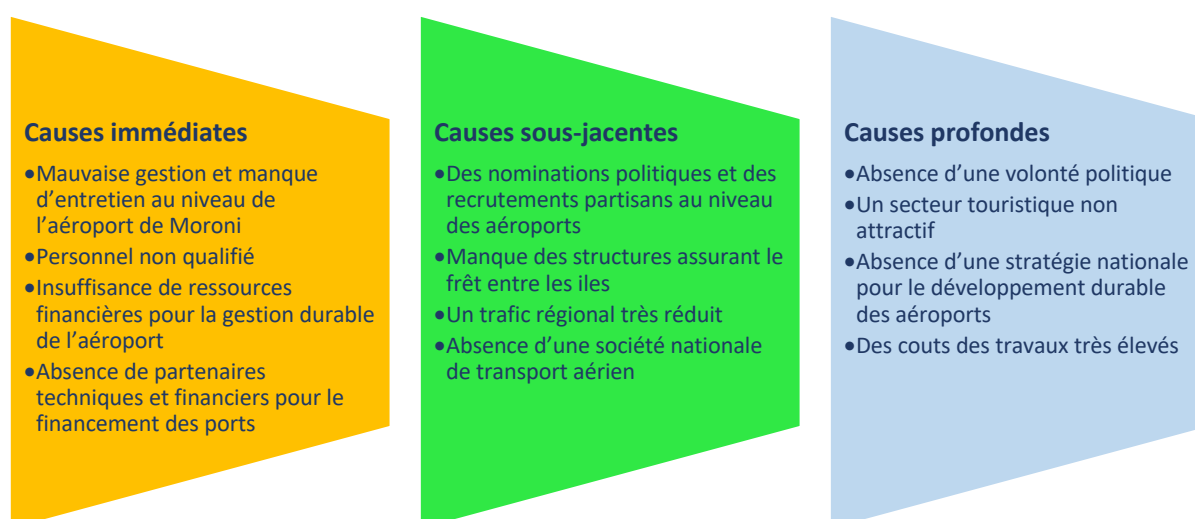 Causes immédiates
•Mauvaise gestion et manque
d’entretien au niveau de
l’aéroport de Moroni
•Personnel non qualifié
•Insuffisance de ressources
financières pour la gestion durable
de l’aéroport
•Absence de partenaires
techniques et financiers pour le
financement des ports
Causes sous-jacentes
•Des nominations politiques et des
recrutements partisans au niveau
des aéroports
•Manque des structures assurant le
frêt entre les iles
•Un trafic régional très réduit
•Absence d’une société nationale
de transport aérien
Causes profondes
•Absence d’une volonté politique
•Un secteur touristique non
attractif
•Absence d’une stratégie nationale
pour le développement durable
des aéroports
•Des couts des travaux très élevés